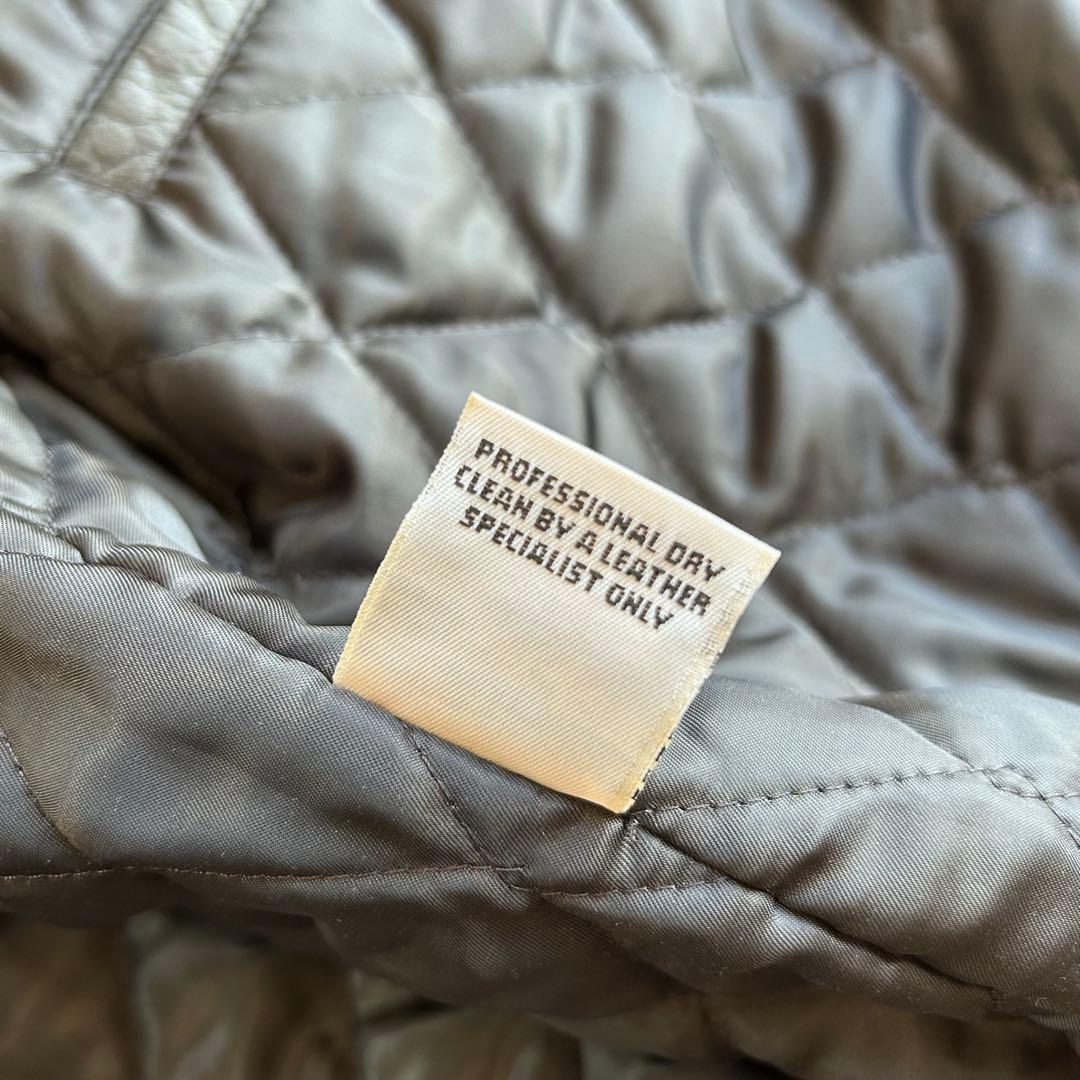 PROFESSIONAL DRY
CLEAN BY A LEATHER
SPECIALIST ONLY